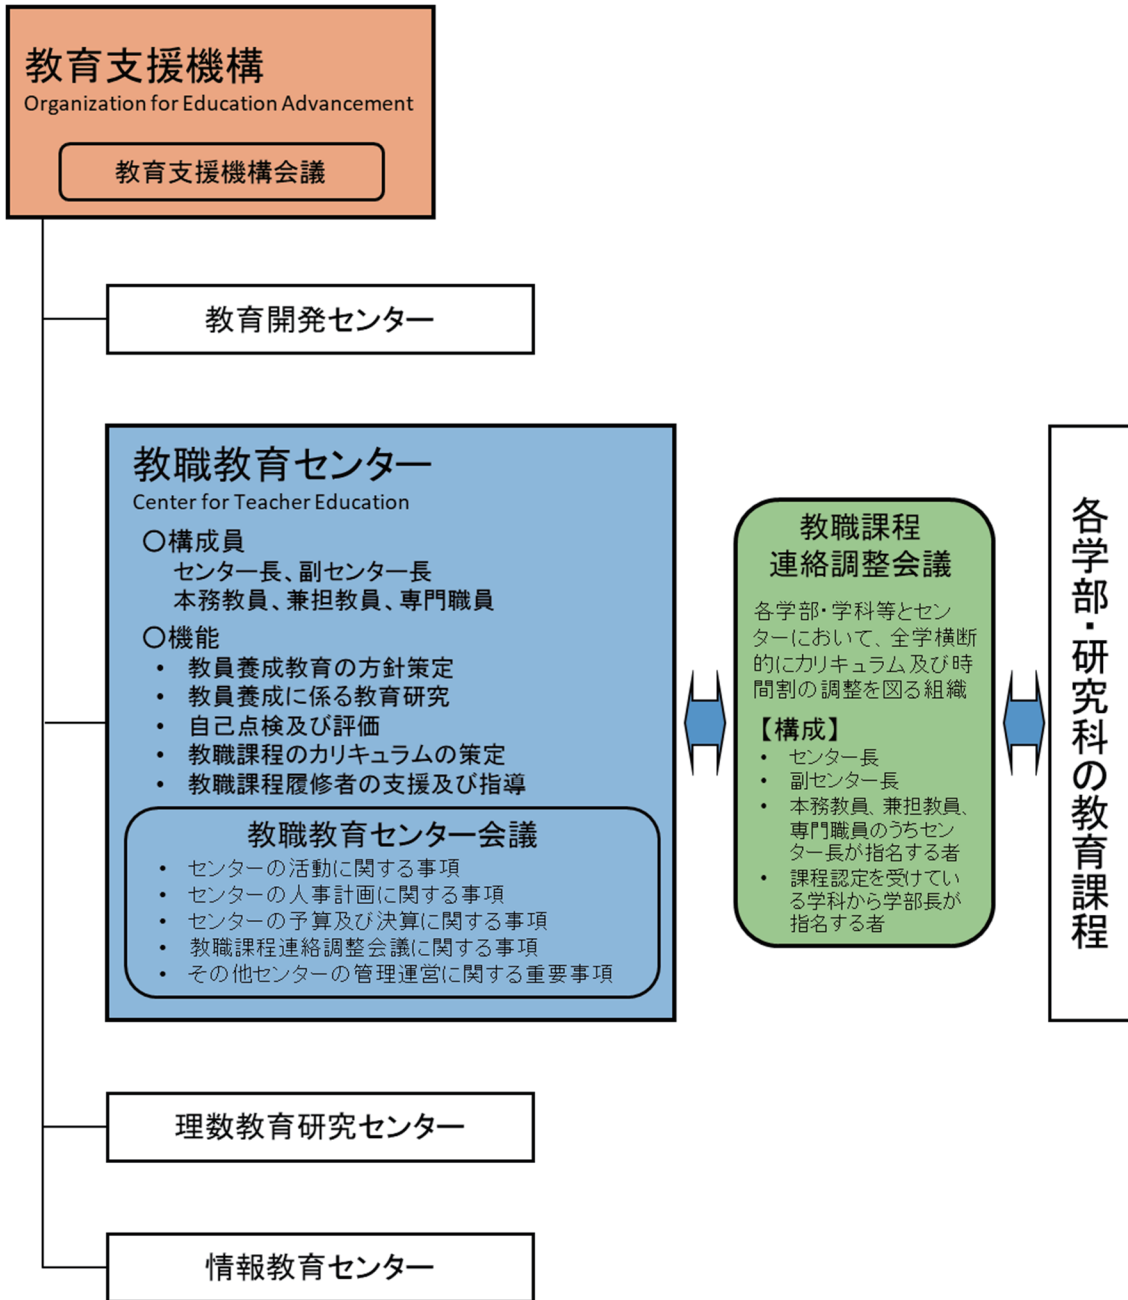 教育支援機構
Organization for Education Advancement
教育支援機構会議
教育開発センター
教職教育センター
Center for Teacher Education
〇構成員
センター長、副センター長
本務教員、兼担教員、専門職員
〇機能
• 教員養成教育の方針策定
• 教員養成に係る教育研究
• 自己点検及び評価
• 教職課程のカリキュラムの策定
• 教職課程履修者の支援及び指導
教職教育センター会議
• センターの活動に関する事項
• センターの人事計画に関する事項
• センターの予算及び決算に関する事項
• 教職課程連絡調整会議に関する事項
• その他センターの管理運営に関する重要事項
教職課程
連絡調整会議
各学部・学科等とセン
ターにおいて、全学横断
的にカリキュラム及び時
間割の調整を図る組織
【構成】
• センター長
• 副センター長
• 本務教員、兼担教員、
専門職員のうちセン
ター長が指名する者
• 課程認定を受けてい
る学科から学部長が
指名する者
各学部・研究科の教育課程
理数教育研究センター
情報教育センター